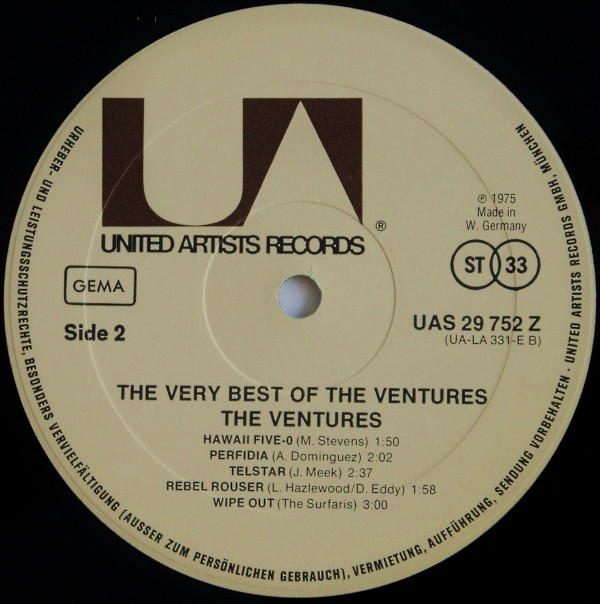 UA
UNITED ARTISTS RECORDS ®
℗ 1975
Made in
W. Germany
GEMA
ST 33
Side 2
UAS 29 752 Z
(UA-LA 331-E B)
THE VERY BEST OF THE VENTURES
THE VENTURES
HAWAII FIVE-0 (M. Stevens) 1:50
PERFIDIA (A. Dominguez) 2:02
TELSTAR (J. Meek) 2:37
REBEL ROUSER (L. Hazlewood/D. Eddy) 1:58
WIPE OUT (The Surfaris) 3:00
URHEBER- UND LEISTUNGSSCHUTZRECHTE, BESONDERS VERVIELFÄLTIGUNG (AUSSER ZUM PERSÖNLICHEN GEBRAUCH), VERMIETUNG, AUFFÜHRUNG, SENDUNG VORBEHALTEN · UNITED ARTISTS RECORDS GMBH, MÜNCHEN